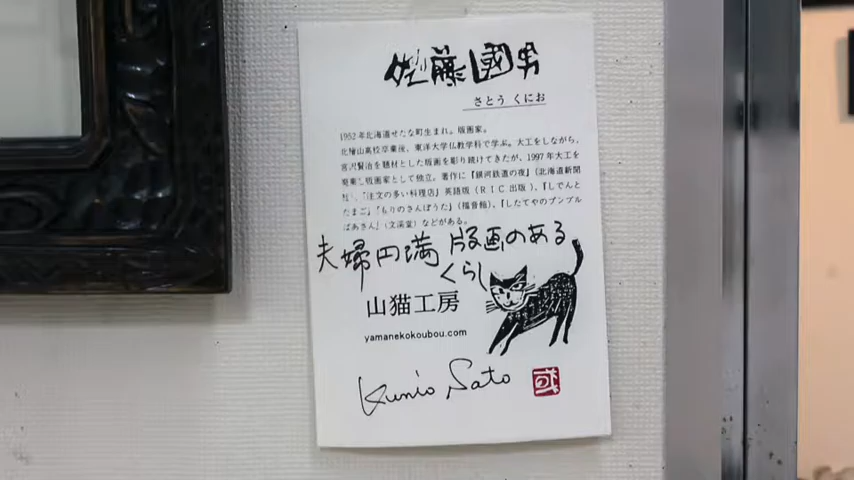 佐藤國男
さとう くにお
1952年北海道せたな町生まれ。版画家。
北檜山高校卒業後、東洋大学仏教学科で学ぶ。大工をしながら、
宮沢賢治を題材とした版画を彫り続けてきたが、1997年大工を
廃業し版画家として独立。著作に『銀河鉄道の夜』(北海道新聞
社)、『注文の多い料理店』英語版(RIC出版)、『しでんと
たまご』『もりのさんぽうた』(福音館)、『したてやのプンプル
ばあさん』(文溪堂)などがある。
夫婦円満 版画のある
くらし
山猫工房
yamanekokoubou.com
Kunio Sato